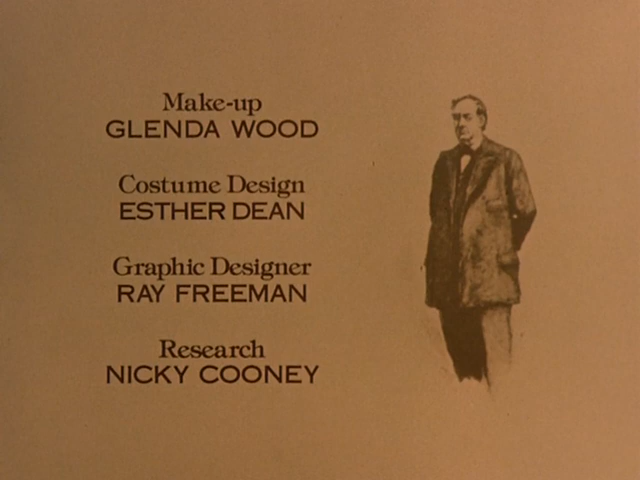 Make-up
GLENDA WOOD
Costume Design
ESTHER DEAN
Graphic Designer
RAY FREEMAN
Research
NICKY COONEY